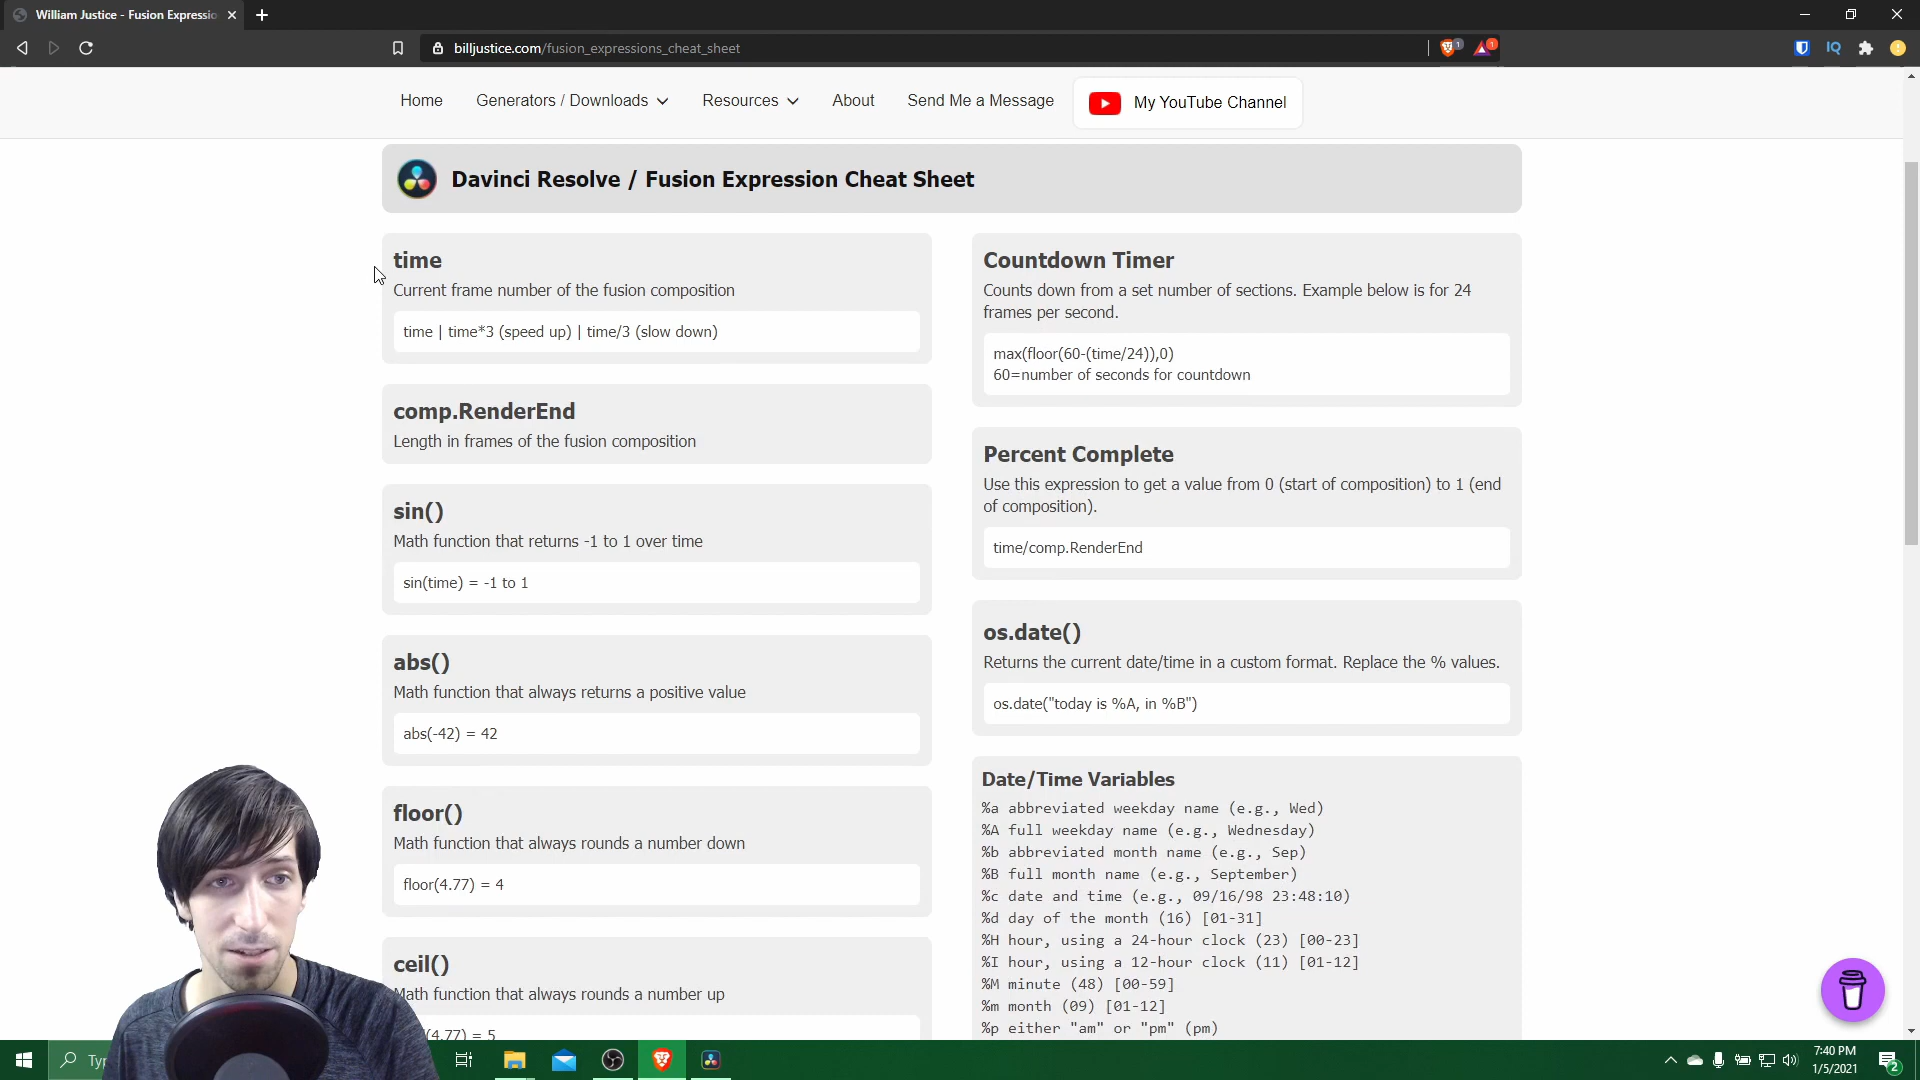 William Justice - Fusion Expressio
billjustice.com/fusion_expressions_cheat_sheet
1
1
IQ
Home
Generators / Downloads
Resources
About
Send Me a Message
My YouTube Channel
Davinci Resolve / Fusion Expression Cheat Sheet
time
Current frame number of the fusion composition
time | time*3 (speed up) | time/3 (slow down)
comp.RenderEnd
Length in frames of the fusion composition
sin()
Math function that returns -1 to 1 over time
sin(time) = -1 to 1
abs()
Math function that always returns a positive value
abs(-42) = 42
floor()
Math function that always rounds a number down
floor(4.77) = 4
ceil()
Math function that always rounds a number up
(4.77) = 5
Countdown Timer
Counts down from a set number of sections. Example below is for 24
frames per second.
max(floor(60-(time/24)),0)
60=number of seconds for countdown
Percent Complete
Use this expression to get a value from 0 (start of composition) to 1 (end
of composition).
time/comp.RenderEnd
os.date()
Returns the current date/time in a custom format. Replace the % values.
os.date("today is %A, in %B")
Date/Time Variables
%a abbreviated weekday name (e.g., Wed)
%A full weekday name (e.g., Wednesday)
%b abbreviated month name (e.g., Sep)
%B full month name (e.g., September)
%c date and time (e.g., 09/16/98 23:48:10)
%d day of the month (16) [01-31]
%H hour, using a 24-hour clock (23) [00-23]
%I hour, using a 12-hour clock (11) [01-12]
%M minute (48) [00-59]
%m month (09) [01-12]
%p either "am" or "pm" (pm)
Typ
7:40 PM
1/5/2021
2